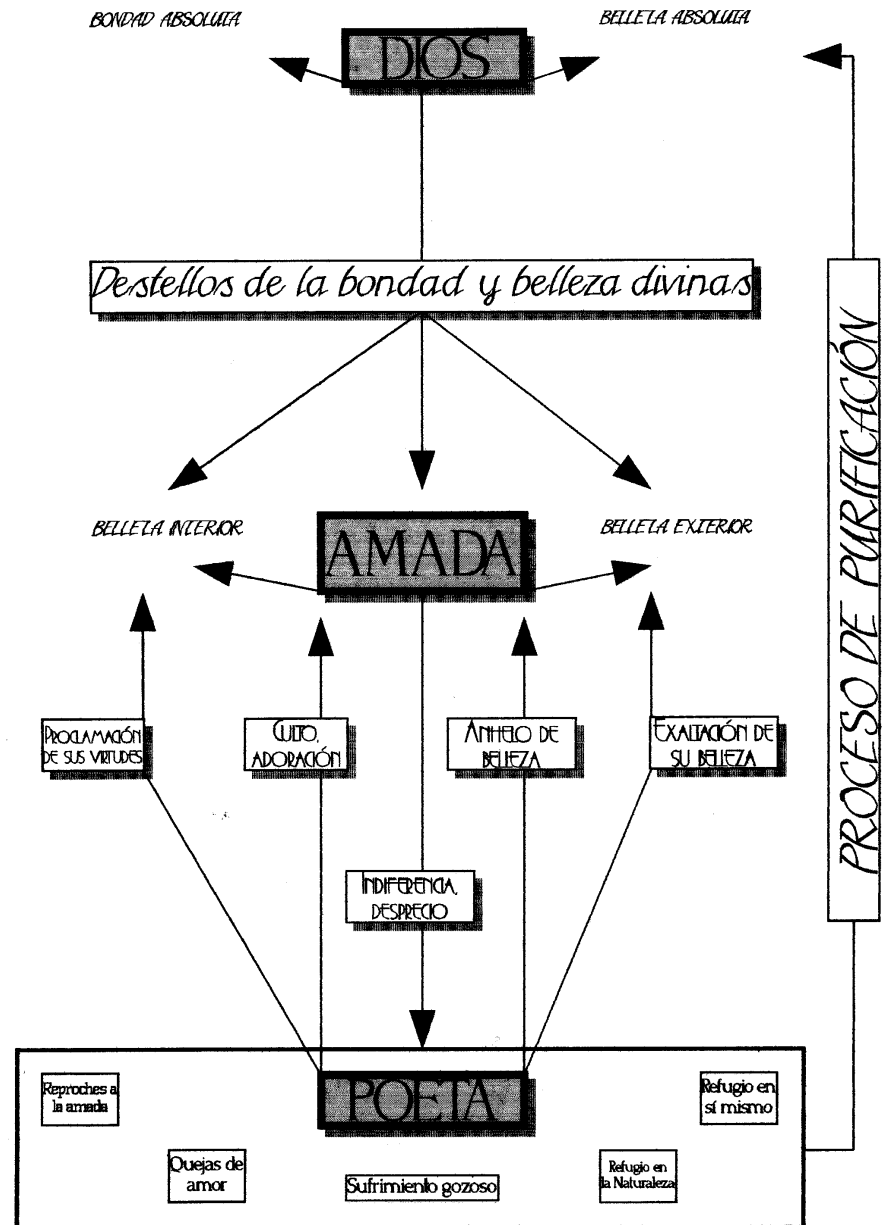 BONDAD ABSOLUTA
BELLEZA ABSOLUTA
DIOS
Destellos de la bondad y belleza divinas
PROCESO DE PURIFICACIÓN
BELLEZA INTERIOR
AMADA
BELLEZA EXTERIOR
PROCLAMACIÓN
DE SUS VIRTUDES
CULTO,
ADORACIÓN
ANHELO DE
BELLEZA
EXALTACIÓN DE
SU BELLEZA
INDIFERENCIA,
DESPRECIO
Reproches a
la amada
POETA
Refugio en
sí mismo
Quejas de
amor
Sufrimiento gozoso
Refugio en
la Naturaleza